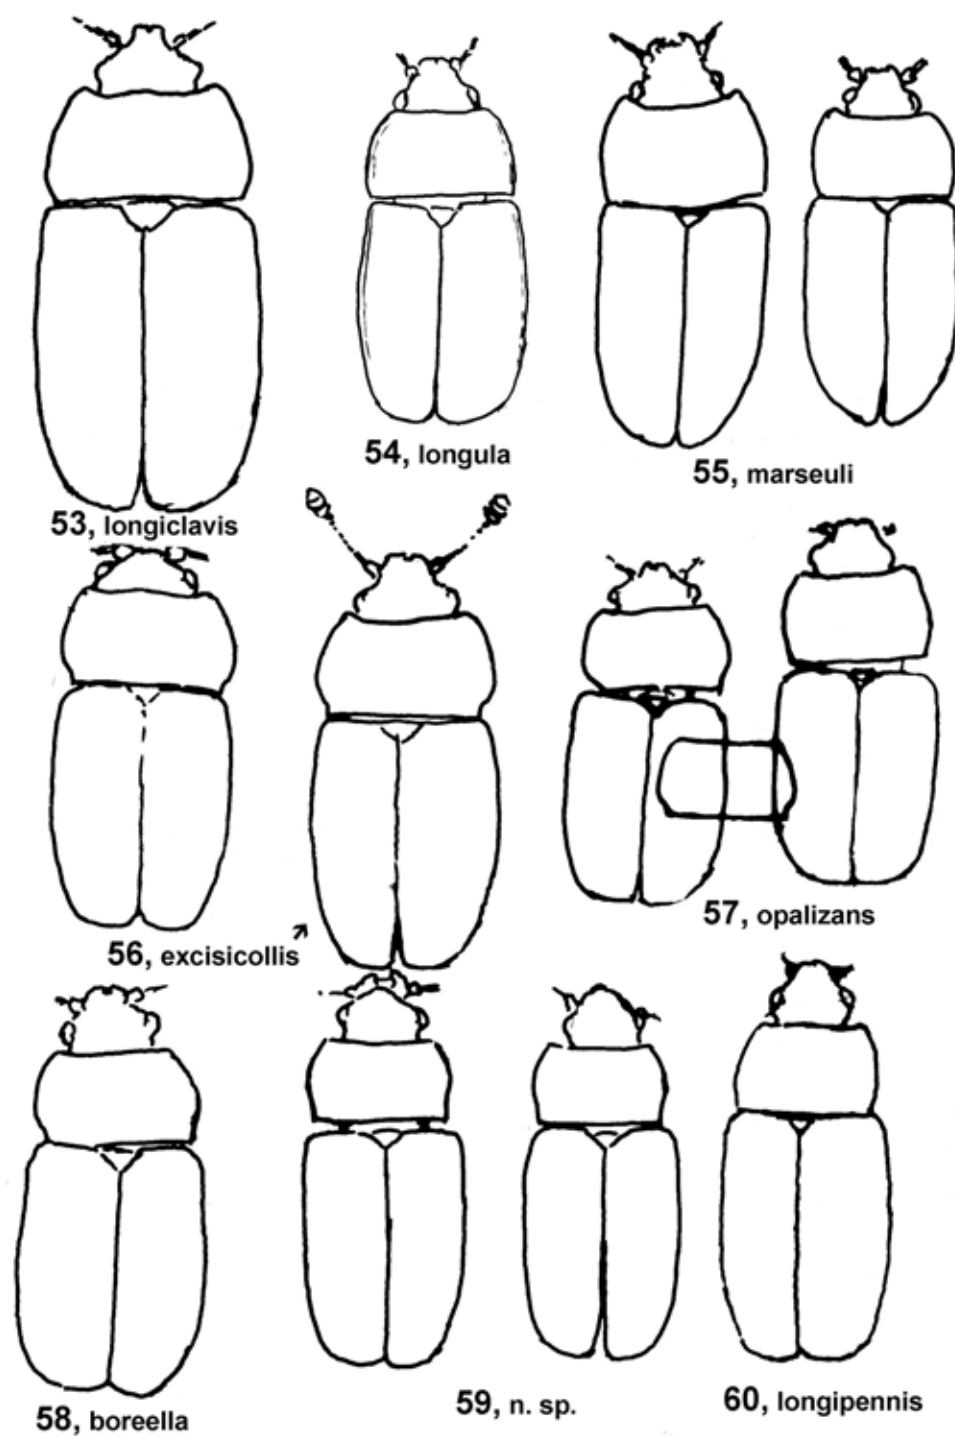 54, longula
55, marseuli
53, longiclavis
57, opalizans
56, excisicollis
59, n. sp.
60, longipennis
58, boreella